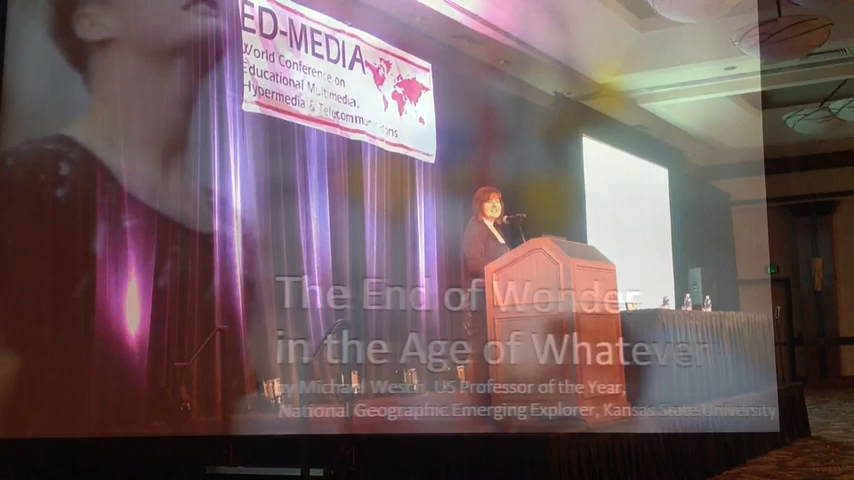 ED-MEDIA
World Conference on
Educational Multimedia,
Hypermedia & Telecommunications
The End of Wonder
in the Age of Whatever
by Michael Wesch, US Professor of the Year,
National Geographic Emerging Explorer, Kansas State University